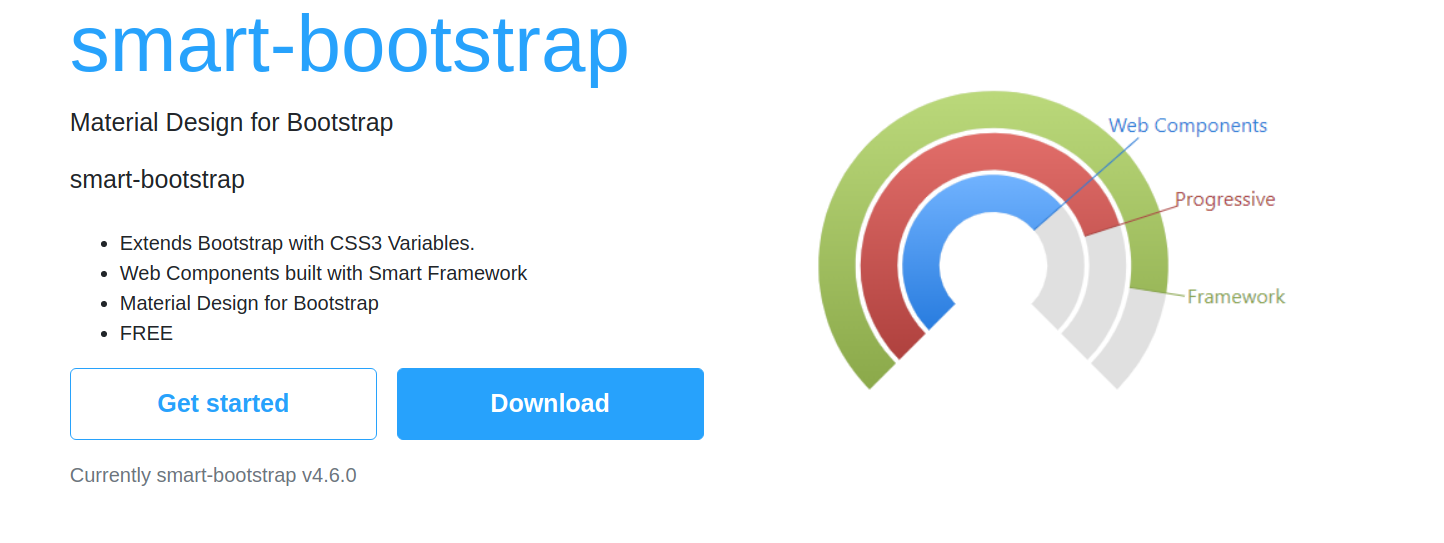 smart-bootstrap
Material Design for Bootstrap
smart-bootstrap
Extends Bootstrap with CSS3 Variables.
Web Components built with Smart Framework
Material Design for Bootstrap
FREE
Get started
Download
Currently smart-bootstrap v4.6.0
Web Components
Progressive
Framework